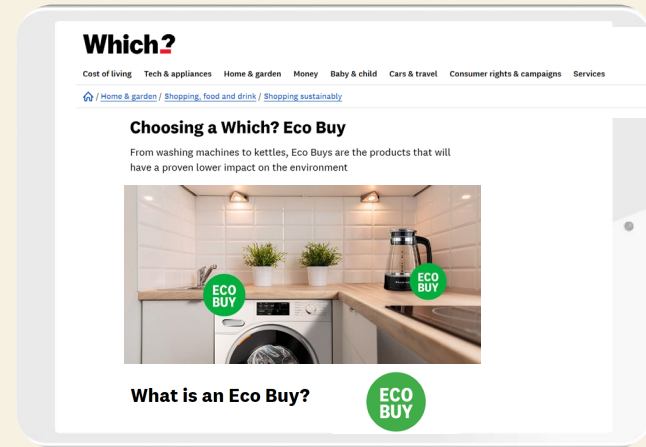 Which?
Cost of living Tech & appliances Home & garden Money Baby & child Cars & travel Consumer rights & campaigns Services
/ Home & garden / Shopping, food and drink / Shopping sustainably
Choosing a Which? Eco Buy
From washing machines to kettles, Eco Buys are the products that will
have a proven lower impact on the environment
ECO
BUY
ECO
BUY
What is an Eco Buy?
ECO
BUY